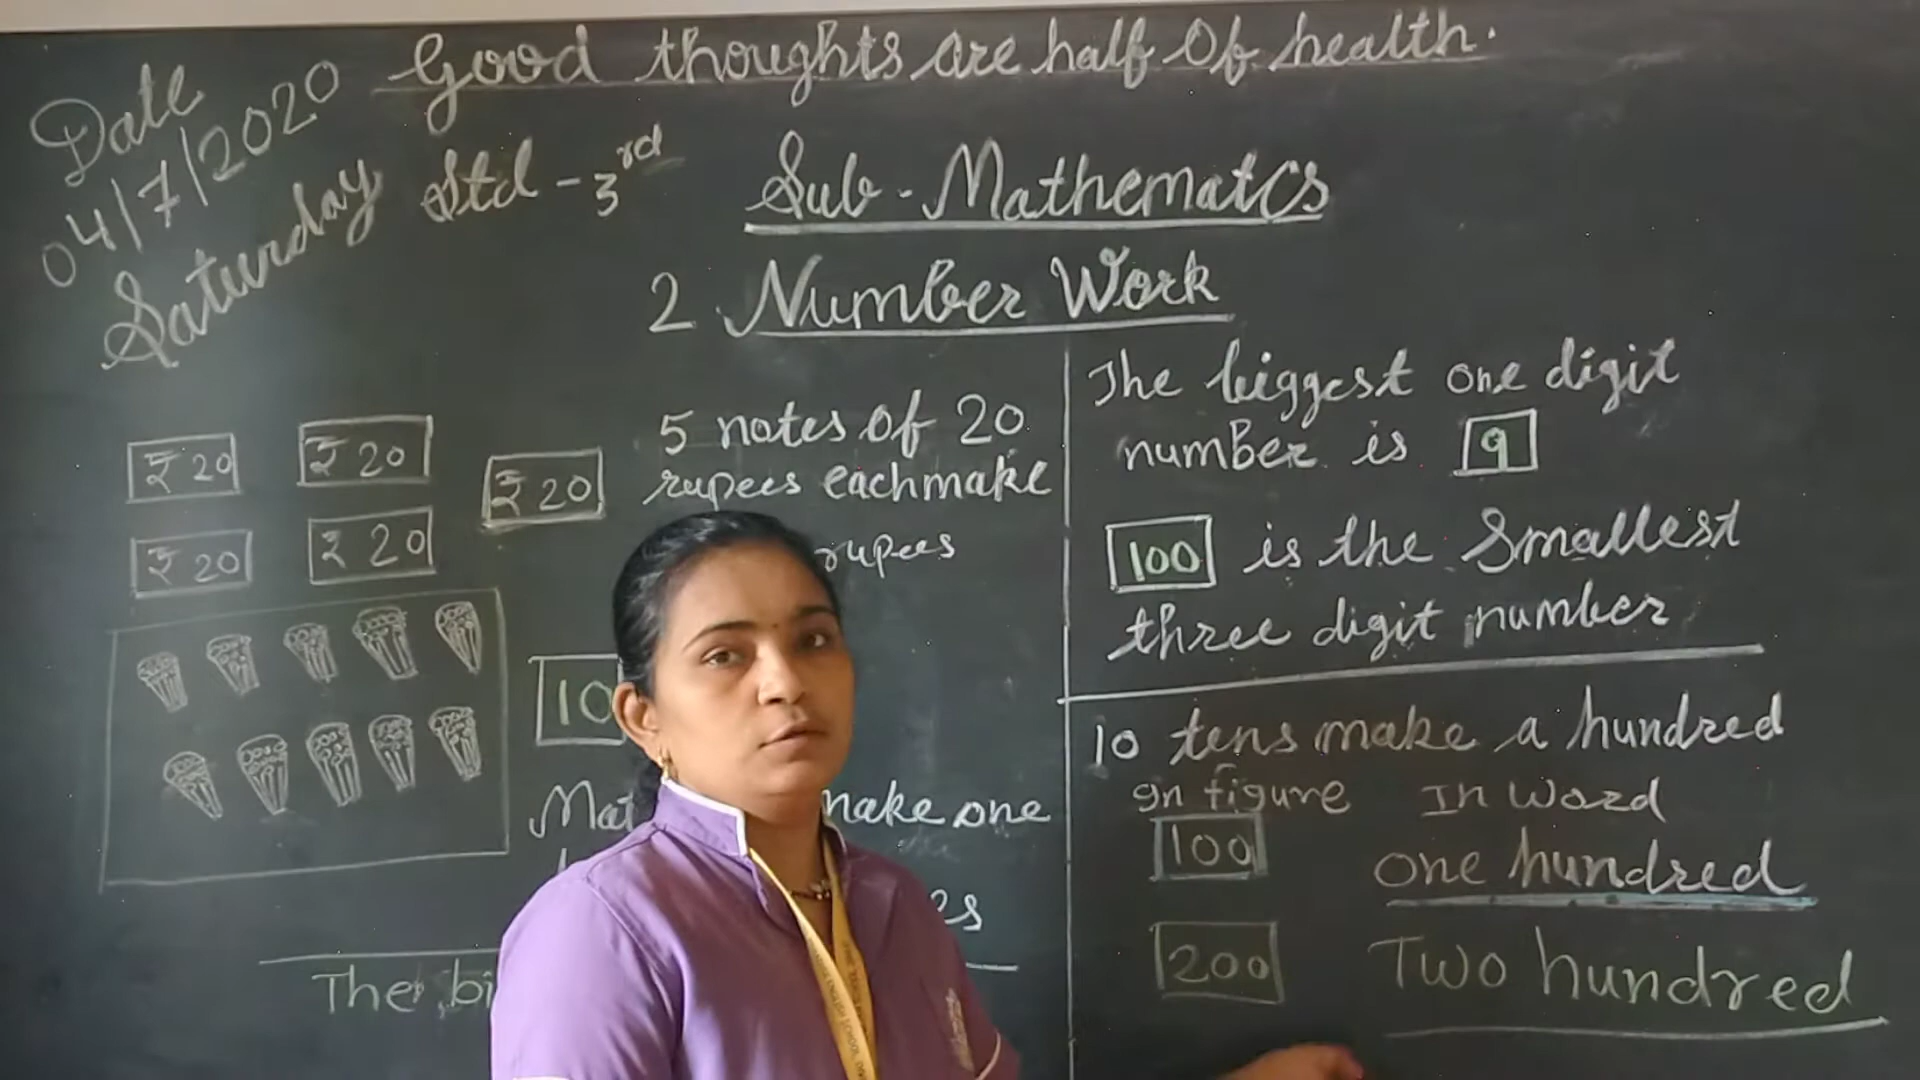 Good thoughts are half Of health.
Date
04/7/2020
Saturday
Std - 3rd
Sub - Mathematcs
2 Number Work
₹ 20
₹ 20
₹ 20
₹ 20
₹ 20
5 notes of 20
rupees each make
rupees
10
make one
es
The bi
The biggest one digit
number is 9
100 is the smallest
three digit number
10 tens make a hundred
In figure In word
100 one hundred
200 Two hundred